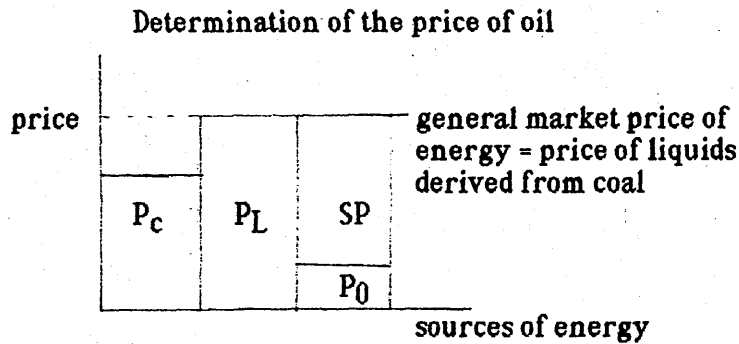 Determination of the price of oil
price
general market price of
energy = price of liquids
derived from coal
Pc PL SP
P0
sources of energy